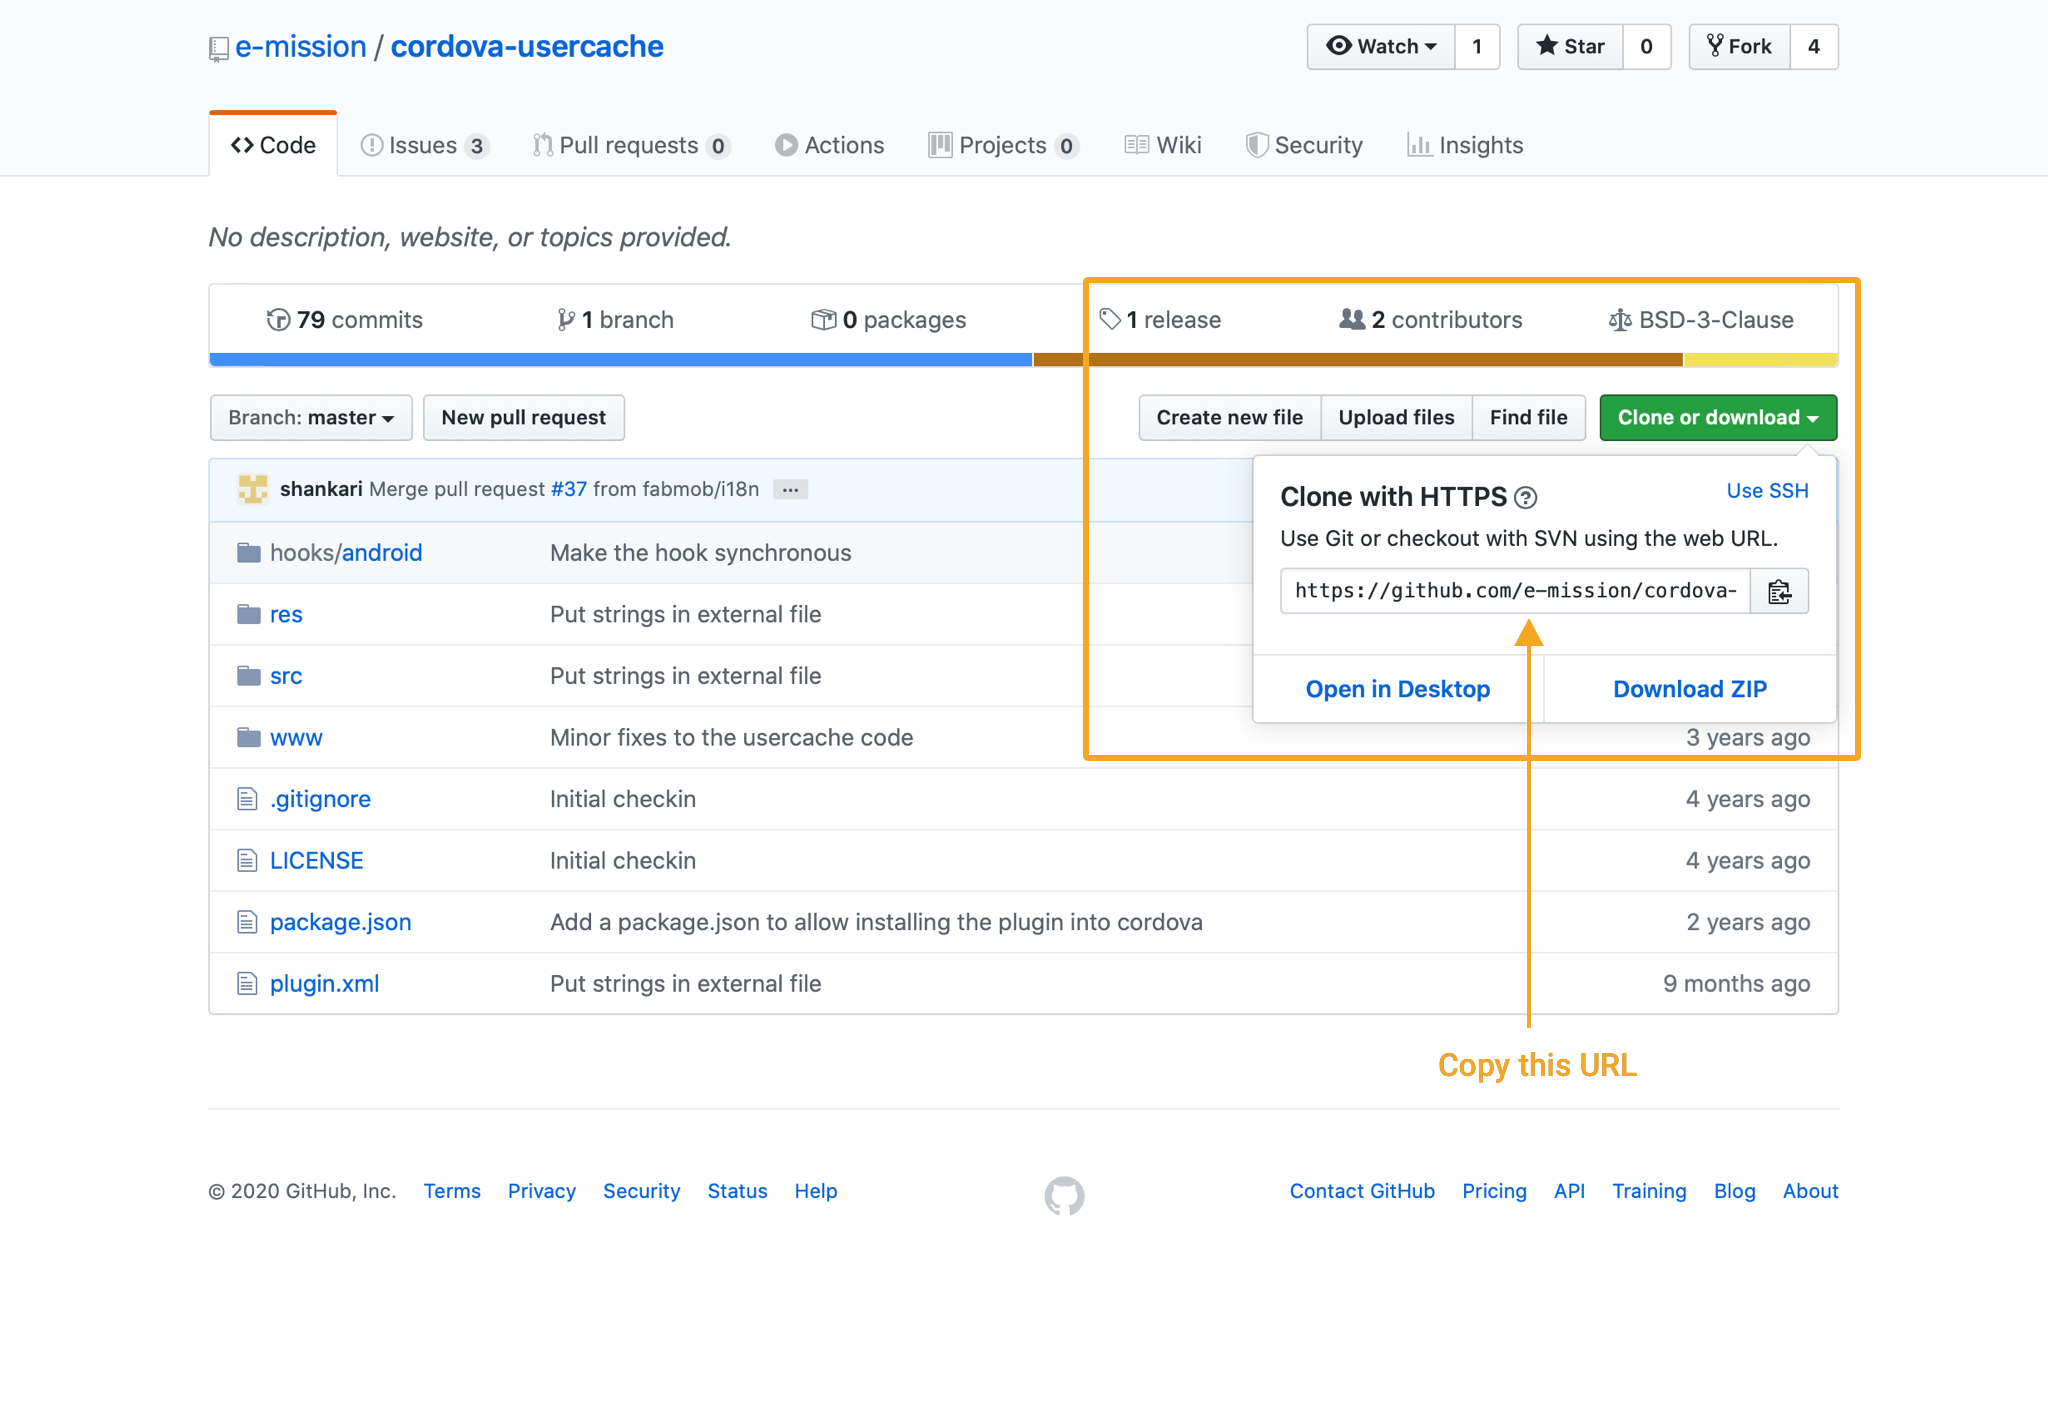 e-mission / cordova-usercache
Watch 1 Star 0 Fork 4
Code Issues 3 Pull requests 0 Actions Projects 0 Wiki Security Insights
No description, website, or topics provided.
79 commits 1 branch 0 packages 1 release 2 contributors BSD-3-Clause
Branch: master New pull request Create new file Upload files Find file Clone or download
shankari Merge pull request #37 from fabmob/i18n ...
Clone with HTTPS ? Use SSH
Use Git or checkout with SVN using the web URL.
https://github.com/e-mission/cordova-
Open in Desktop Download ZIP
hooks/android Make the hook synchronous
res Put strings in external file
src Put strings in external file
www Minor fixes to the usercache code 3 years ago
.gitignore Initial checkin 4 years ago
LICENSE Initial checkin 4 years ago
package.json Add a package.json to allow installing the plugin into cordova 2 years ago
plugin.xml Put strings in external file 9 months ago
Copy this URL
© 2020 GitHub, Inc. Terms Privacy Security Status Help Contact GitHub Pricing API Training Blog About